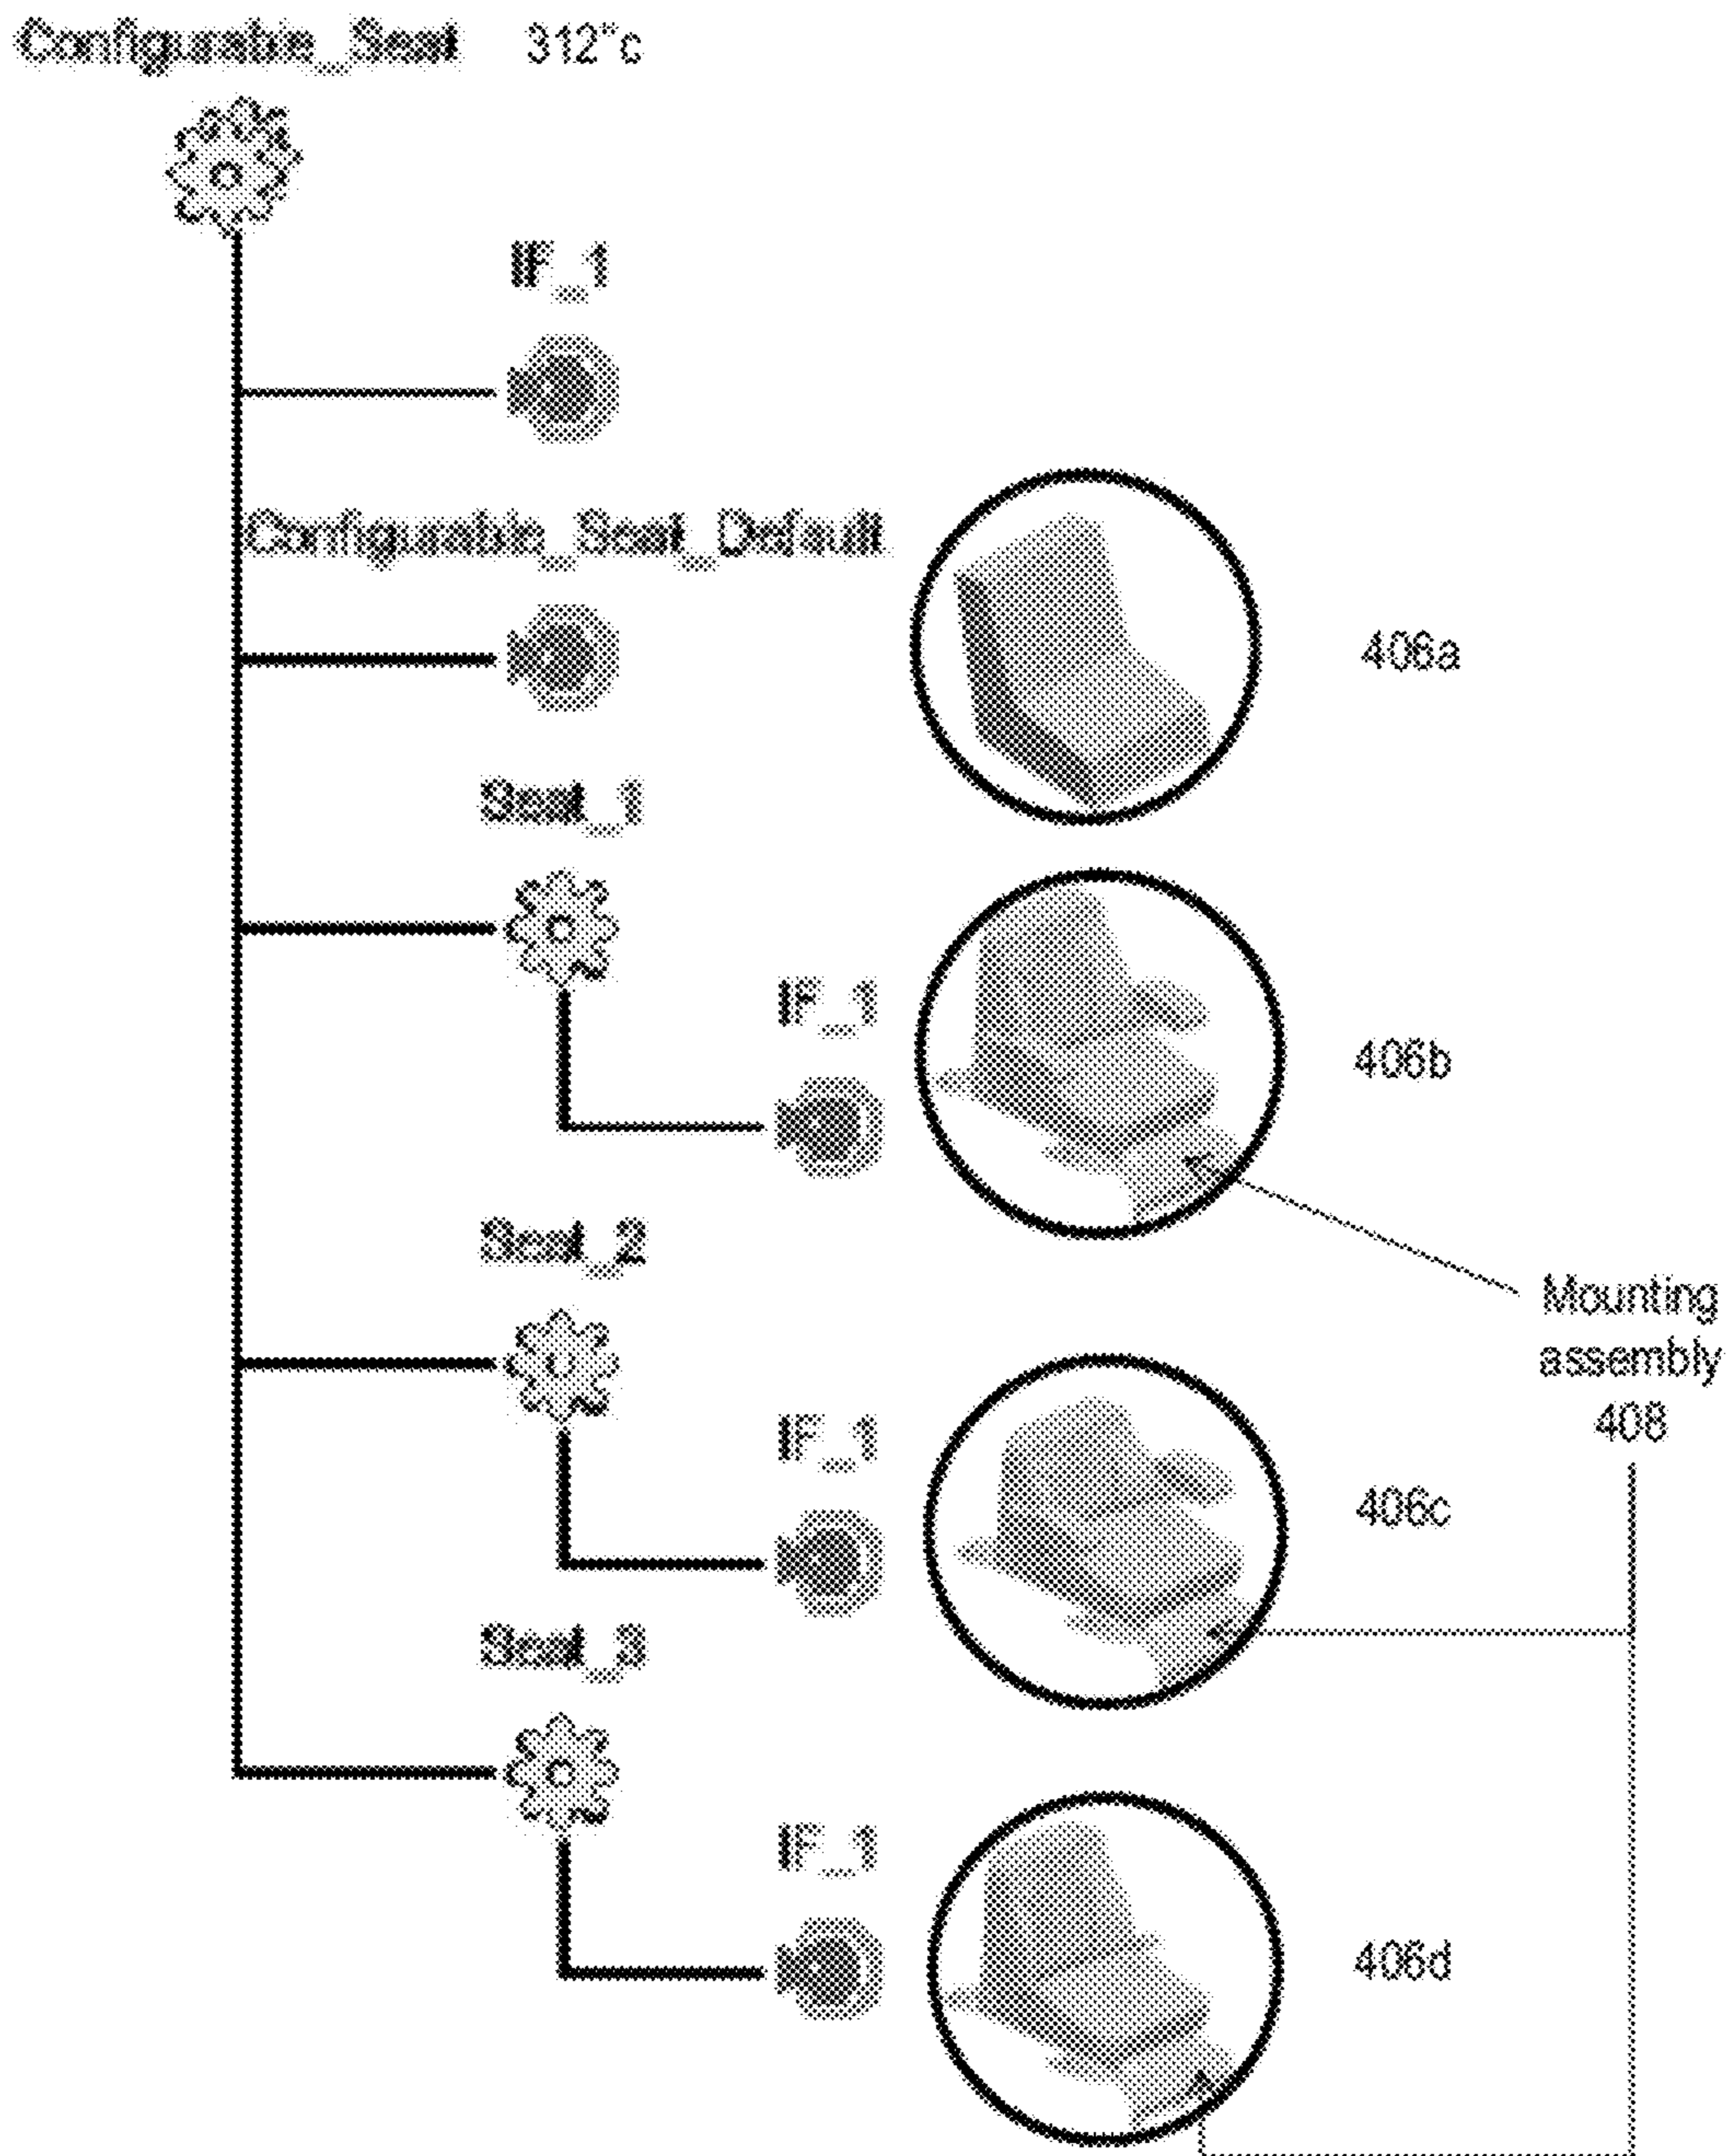 Configurable_Seat 312"c
IF_1
Configurable_Seat_Default
406a
Seat_1
IF_1
406b
Seat_2
Mounting
assembly
408
IF_1
406c
Seat_3
IF_1
406d